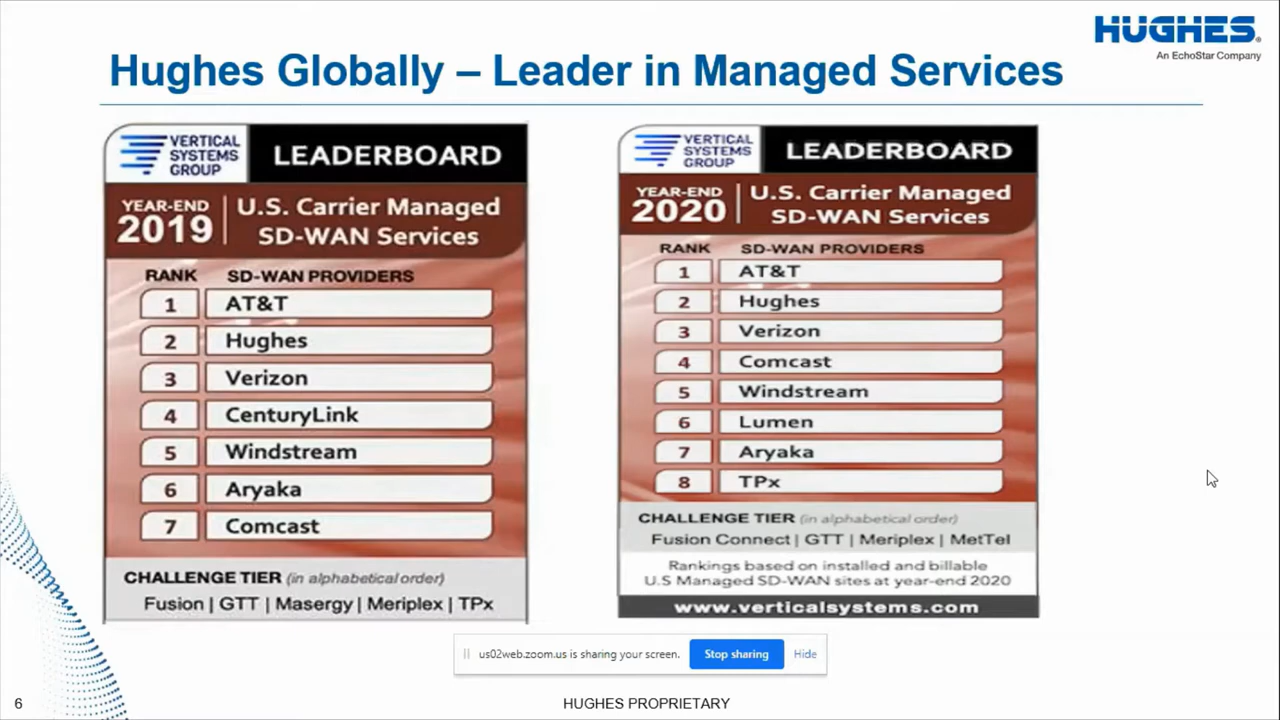 HUGHES®
An EchoStar Company
Hughes Globally – Leader in Managed Services
VERTICAL
SYSTEMS
GROUP
LEADERBOARD
YEAR-END
2019
U.S. Carrier Managed
SD-WAN Services
RANK SD-WAN PROVIDERS
1 AT&T
2 Hughes
3 Verizon
4 CenturyLink
5 Windstream
6 Aryaka
7 Comcast
CHALLENGE TIER (in alphabetical order)
Fusion | GTT | Masergy | Meriplex | TPx
VERTICAL
SYSTEMS
GROUP
LEADERBOARD
YEAR-END
2020
U.S. Carrier Managed
SD-WAN Services
RANK SD-WAN PROVIDERS
1 AT&T
2 Hughes
3 Verizon
4 Comcast
5 Windstream
6 Lumen
7 Aryaka
8 TPx
CHALLENGE TIER (in alphabetical order)
Fusion Connect | GTT | Meriplex | MetTel
Rankings based on installed and billable
U.S Managed SD-WAN sites at year-end 2020
www.verticalsystems.com
us02web.zoom.us is sharing your screen. Stop sharing Hide
6 HUGHES PROPRIETARY